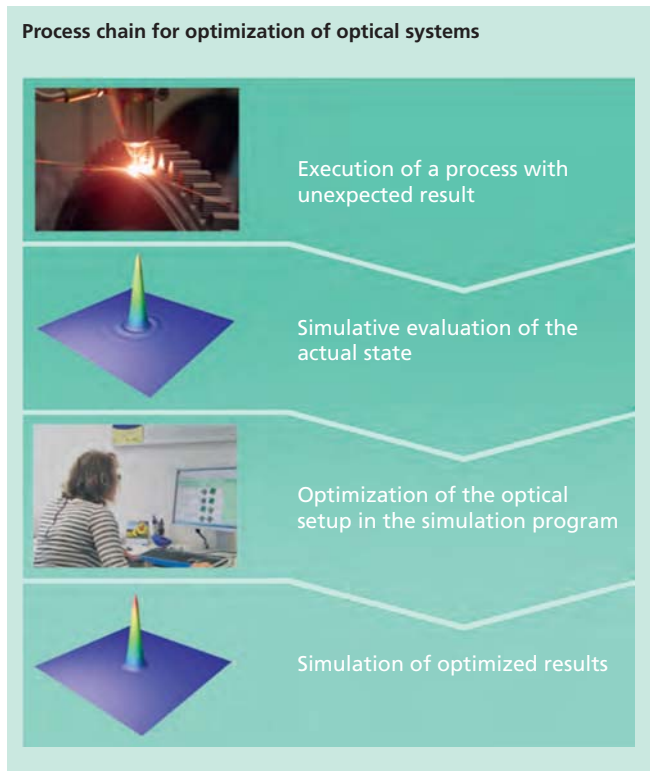 Process chain for optimization of optical systems
Execution of a process with
unexpected result
Simulative evaluation of the
actual state
Optimization of the optical
setup in the simulation program
Simulation of optimized results